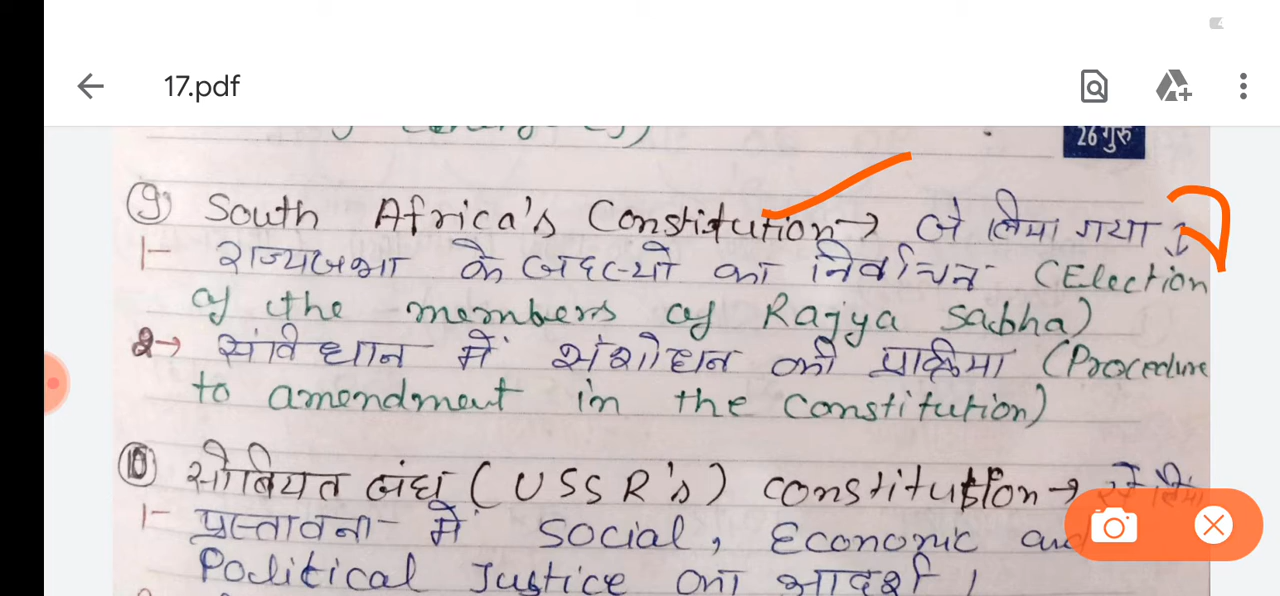 17.pdf
26 गुरु
⑨ South Africa's Constitution → से लिया गया ↓
1- राज्यसभा के सदस्यों का निर्वाचन (Election
of the members of Rajya sabha)
2→ संविधान में संशोधन की प्रक्रिया (Procedure
to amendment in the constitution)
⑩ सोवियत संघ (USSR's) constitution → से लिया
1- प्रस्तावना में Social, Economic and
Political Justice का आदर्श।